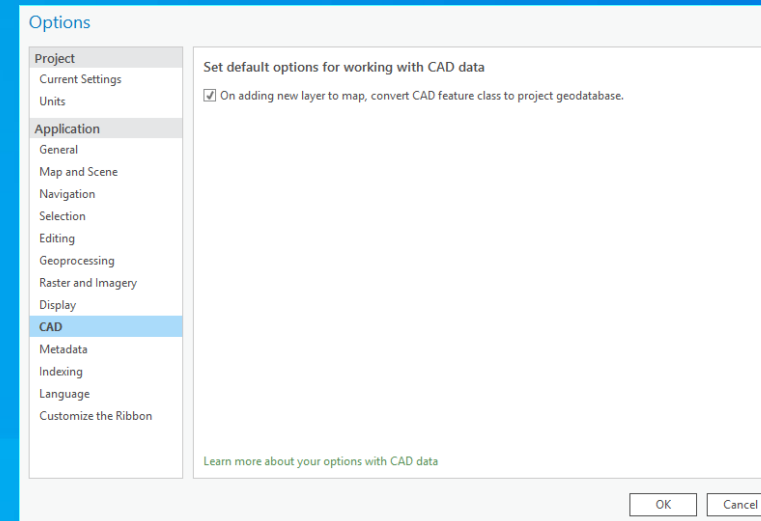 Options
Project
Current Settings
Units
Application
General
Map and Scene
Navigation
Selection
Editing
Geoprocessing
Raster and Imagery
Display
CAD
Metadata
Indexing
Language
Customize the Ribbon
Set default options for working with CAD data
On adding new layer to map, convert CAD feature class to project geodatabase.
Learn more about your options with CAD data
OK
Cancel